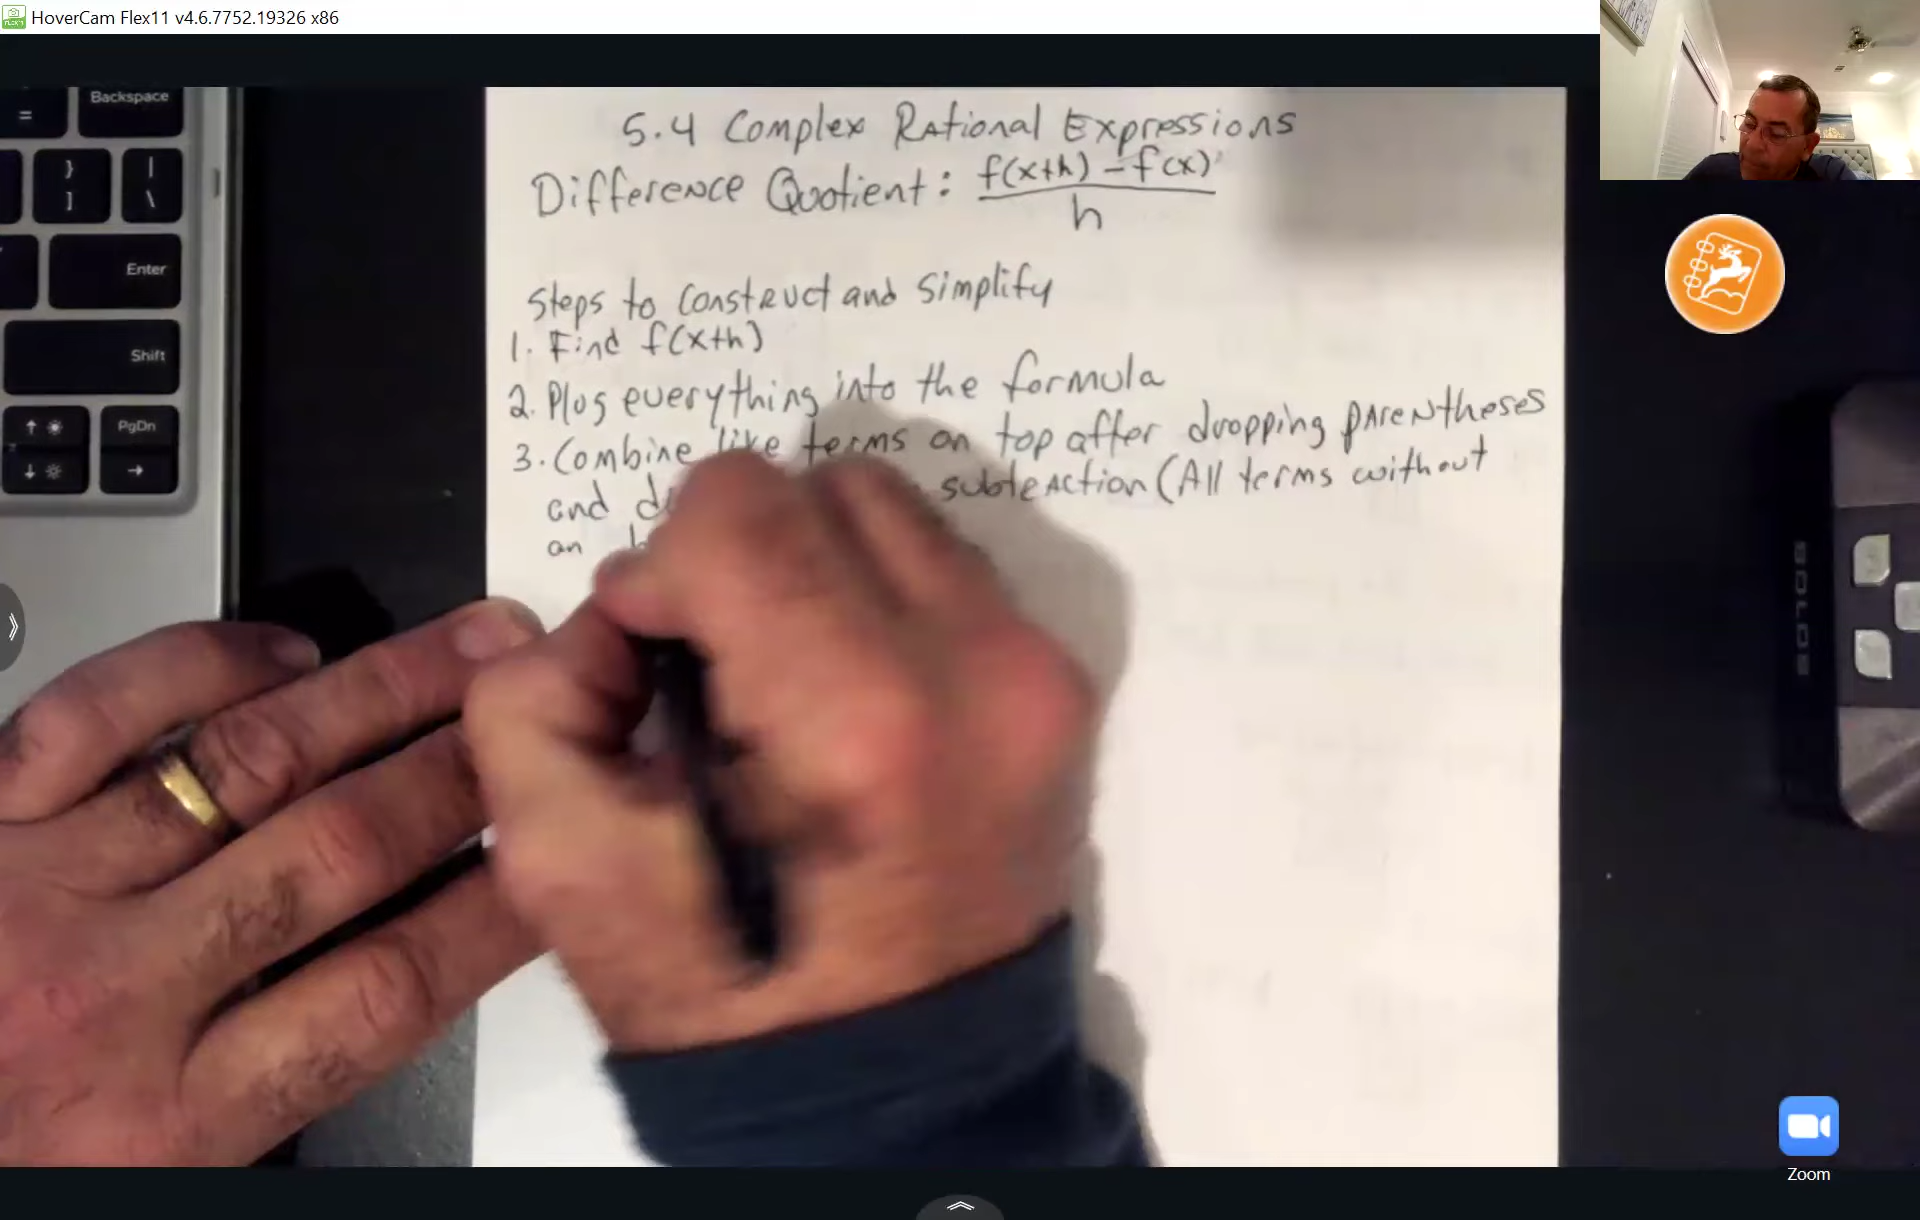 HoverCam Flex11 v4.6.7752.19326 x86
= Backspace
} |
] \
Enter
Shift
PgDn
5.4 Complex Rational Expressions
Difference Quotient: f(x+h) - f(x)
h
Steps to construct and simplify
1. Find f(x+h)
2. Plug everything into the formula
3. Combine like terms on top after dropping parentheses
and subtraction (All terms without
an
BOLDS
Zoom